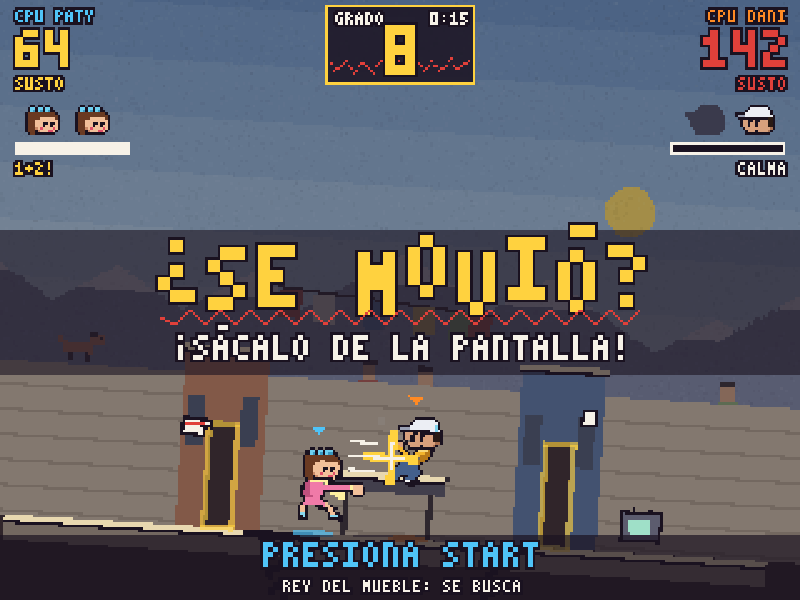 CPU PATY
64
SUSTO
1+2!
GRADO 0:15
8
CPU DANI
142
SUSTO
CALMA
¿SE MOVIÓ?
¡SÁCALO DE LA PANTALLA!
PRESIONA START
REY DEL MUEBLE: SE BUSCA